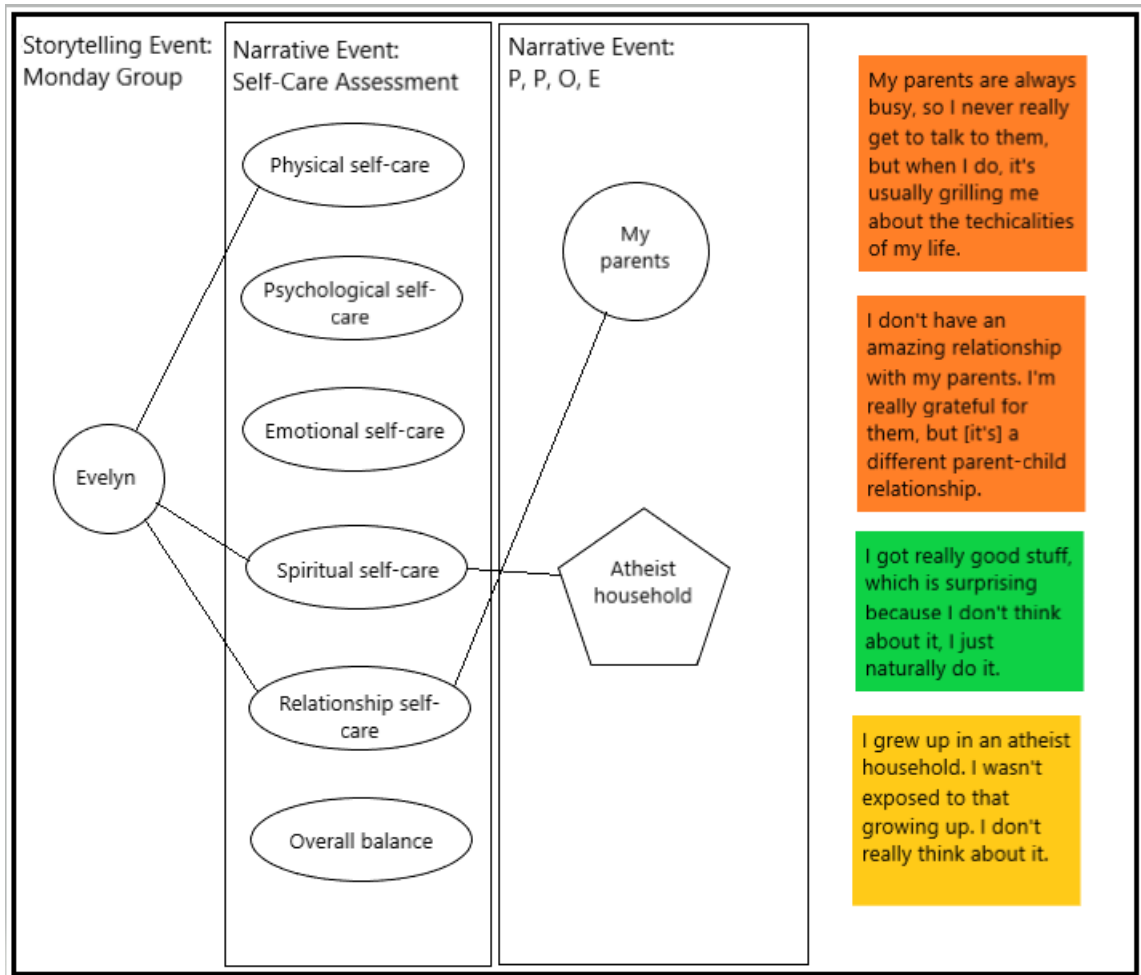 Storytelling Event:
Monday Group
Narrative Event:
Self-Care Assessment
Narrative Event:
P, P, O, E
Evelyn
Physical self-care
Psychological self-
care
Emotional self-care
Spiritual self-care
Relationship self-
care
Overall balance
My
parents
Atheist
household
My parents are always
busy, so I never really
get to talk to them,
but when I do, it's
usually grilling me
about the techicalities
of my life.
I don't have an
amazing relationship
with my parents. I'm
really grateful for
them, but [it's] a
different parent-child
relationship.
I got really good stuff,
which is surprising
because I don't think
about it, I just
naturally do it.
I grew up in an atheist
household. I wasn't
exposed to that
growing up. I don't
really think about it.